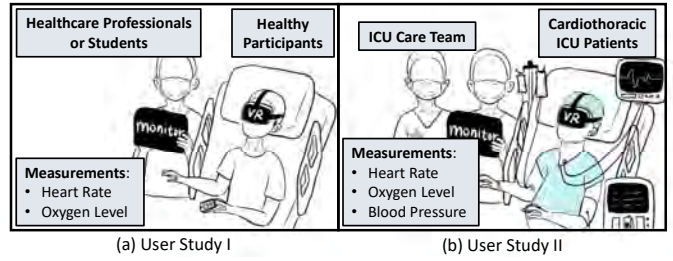 Healthcare Professionals
or Students
Healthy
Participants
monitor
VR
Measurements:
• Heart Rate
• Oxygen Level
(a) User Study I
ICU Care Team
Cardiothoracic
ICU Patients
monitor
VR
Measurements:
• Heart Rate
• Oxygen Level
• Blood Pressure
(b) User Study II